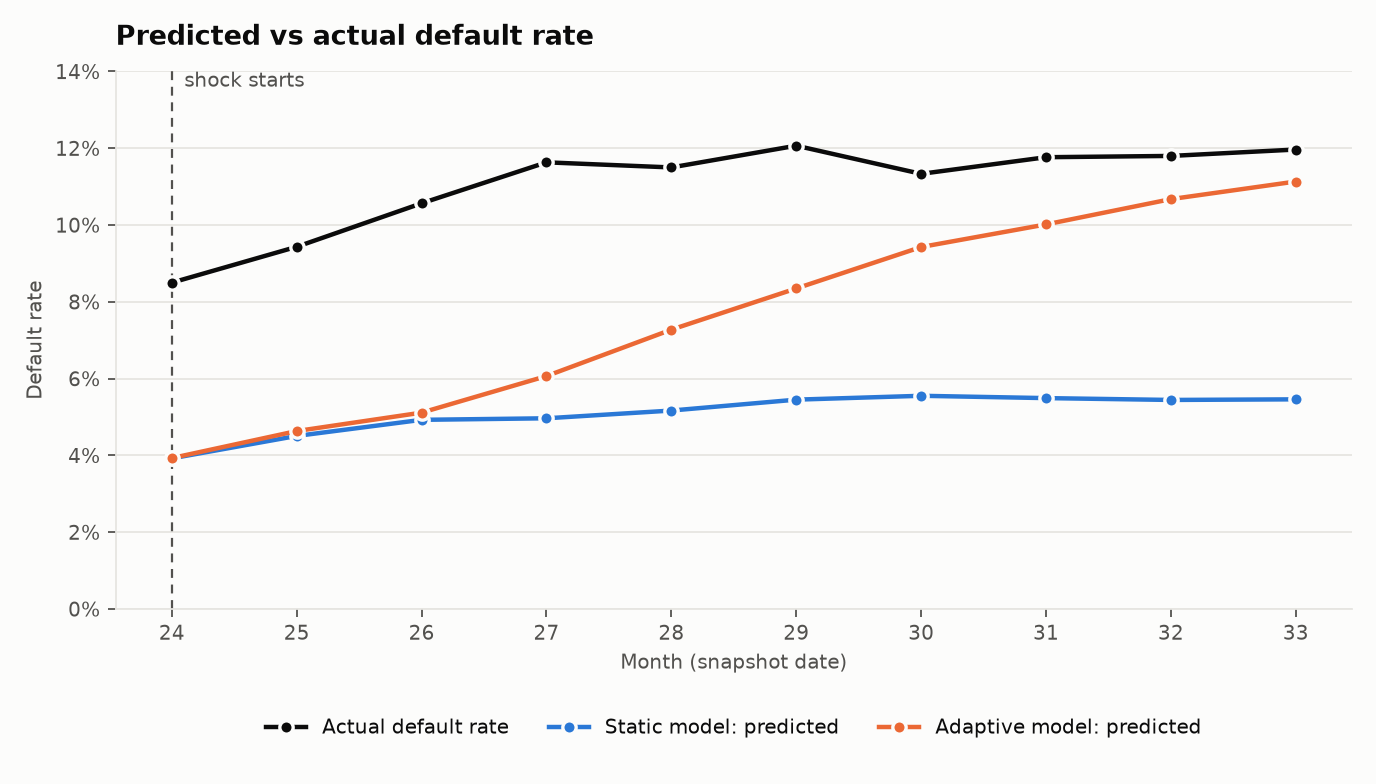 Predicted vs actual default rate
shock starts
14%
12%
10%
8%
6%
4%
2%
0%
Default rate
24 25 26 27 28 29 30 31 32 33
Month (snapshot date)
Actual default rate Static model: predicted Adaptive model: predicted